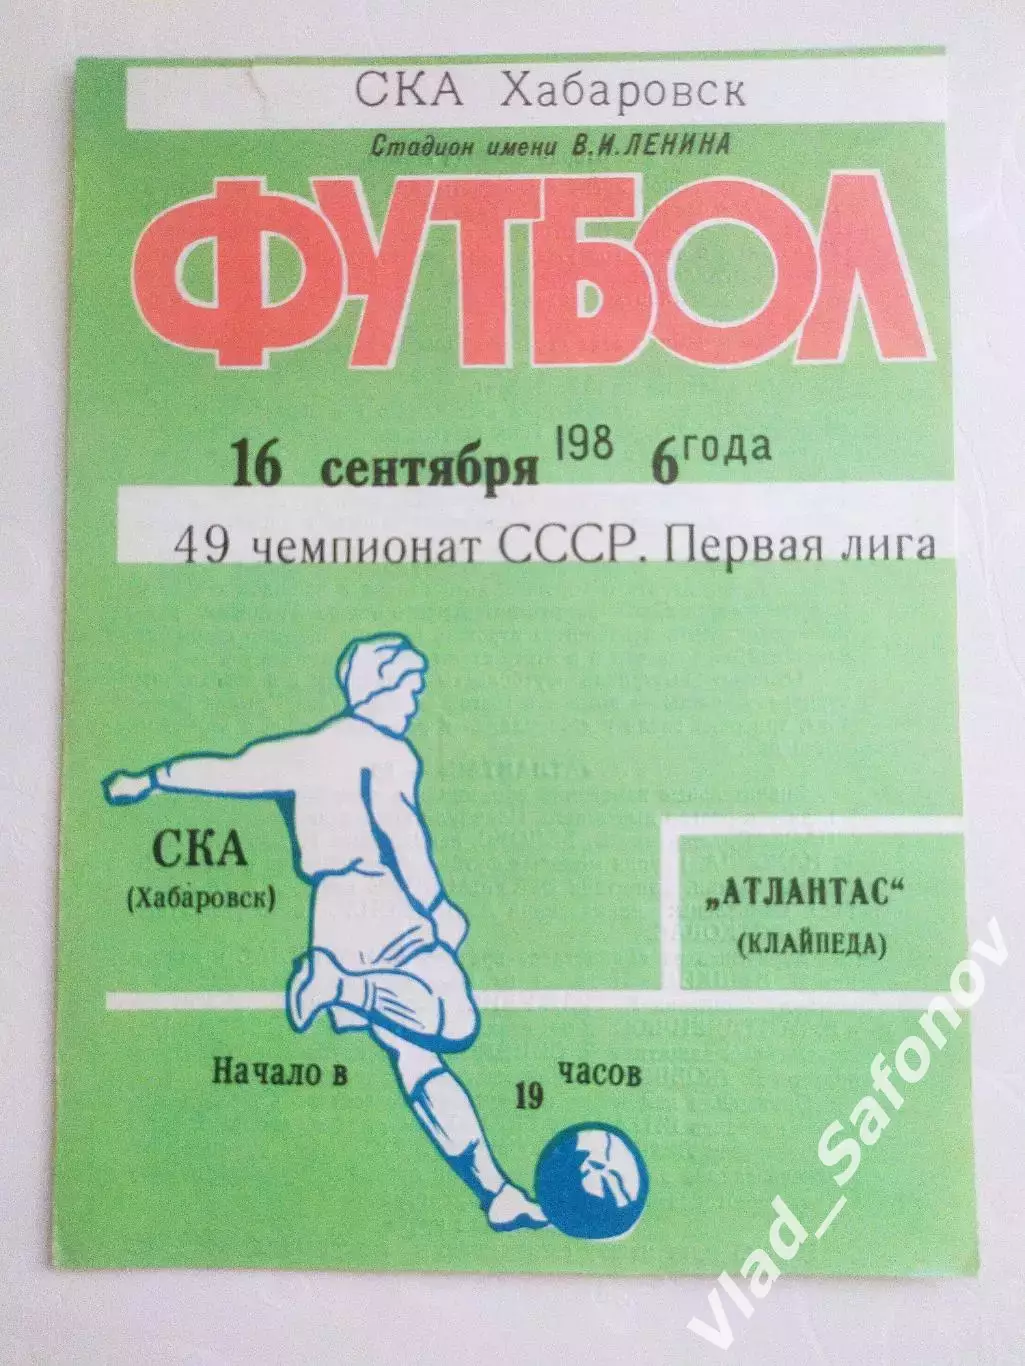 СКА Хабаровск
Стадион имени В.И.ЛЕНИНА
ФУТБОЛ
16 сентября 198 6 года
49 чемпионат СССР. Первая лига
СКА
(Хабаровск)
„АТЛАНТАС“
(КЛАЙПЕДА)
Начало в 19 часов
Vlad_Safonov